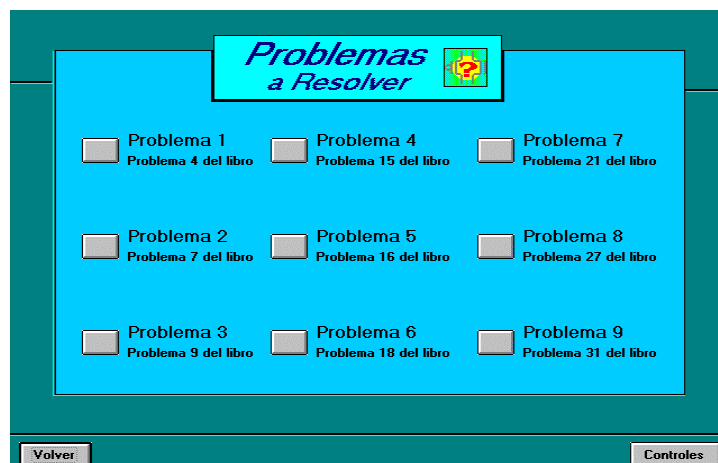 Problemas
a Resolver
?
Problema 1
Problema 4 del libro
Problema 4
Problema 15 del libro
Problema 7
Problema 21 del libro
Problema 2
Problema 7 del libro
Problema 5
Problema 16 del libro
Problema 8
Problema 27 del libro
Problema 3
Problema 9 del libro
Problema 6
Problema 18 del libro
Problema 9
Problema 31 del libro
Volver
Controles